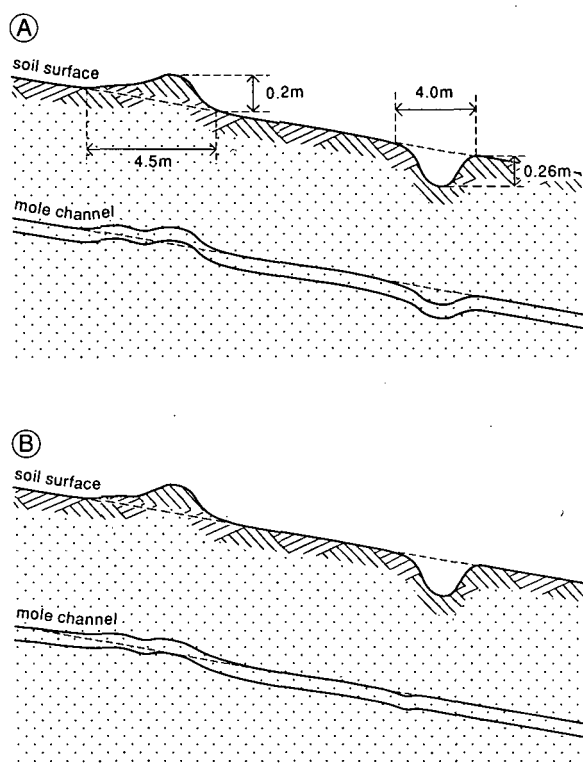 A
soil surface
0.2m
4.0m
4.5m
0.26m
mole channel
B
soil surface
mole channel